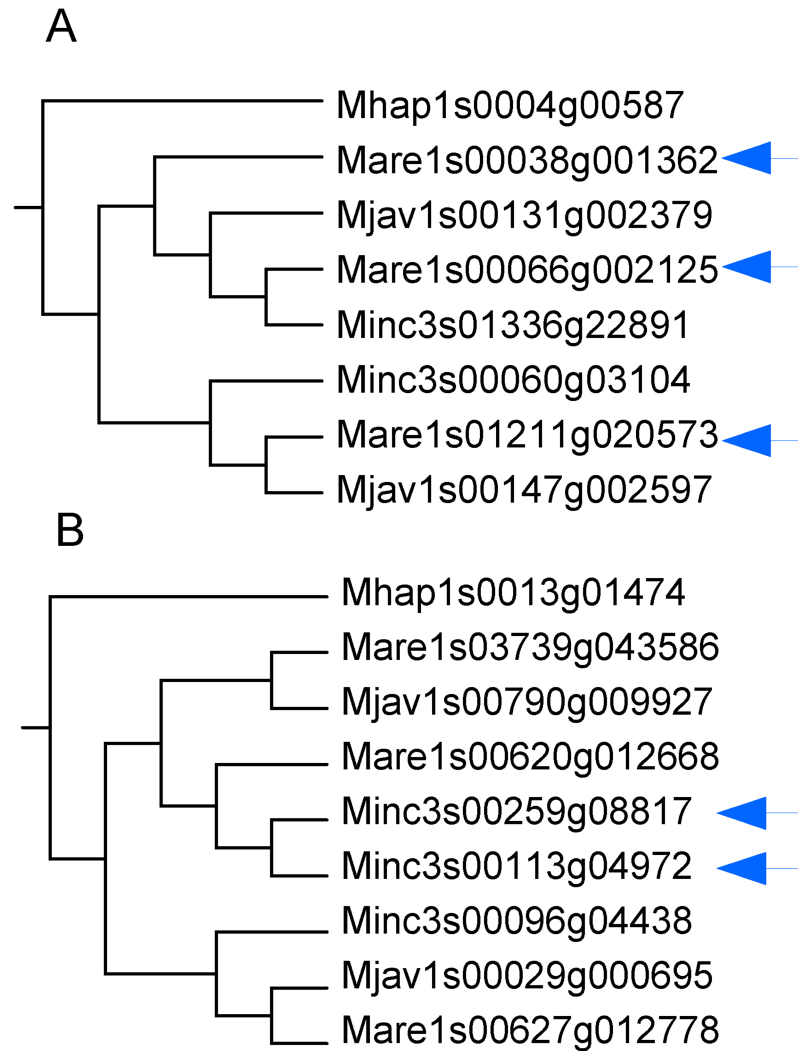 A
Mhap1s0004g00587
Mare1s00038g001362
Mjav1s00131g002379
Mare1s00066g002125
Minc3s01336g22891
Minc3s00060g03104
Mare1s01211g020573
Mjav1s00147g002597
B
Mhap1s0013g01474
Mare1s03739g043586
Mjav1s00790g009927
Mare1s00620g012668
Minc3s00259g08817
Minc3s00113g04972
Minc3s00096g04438
Mjav1s00029g000695
Mare1s00627g012778